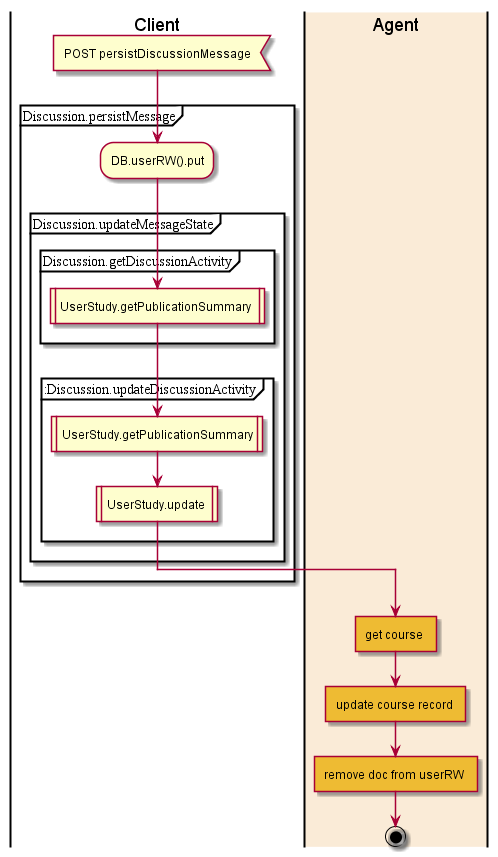 Client
Agent
POST persistDiscussionMessage
Discussion.persistMessage
DB.userRW().put
Discussion.updateMessageState
Discussion.getDiscussionActivity
UserStudy.getPublicationSummary
:Discussion.updateDiscussionActivity
UserStudy.getPublicationSummary
UserStudy.update
get course
update course record
remove doc from userRW